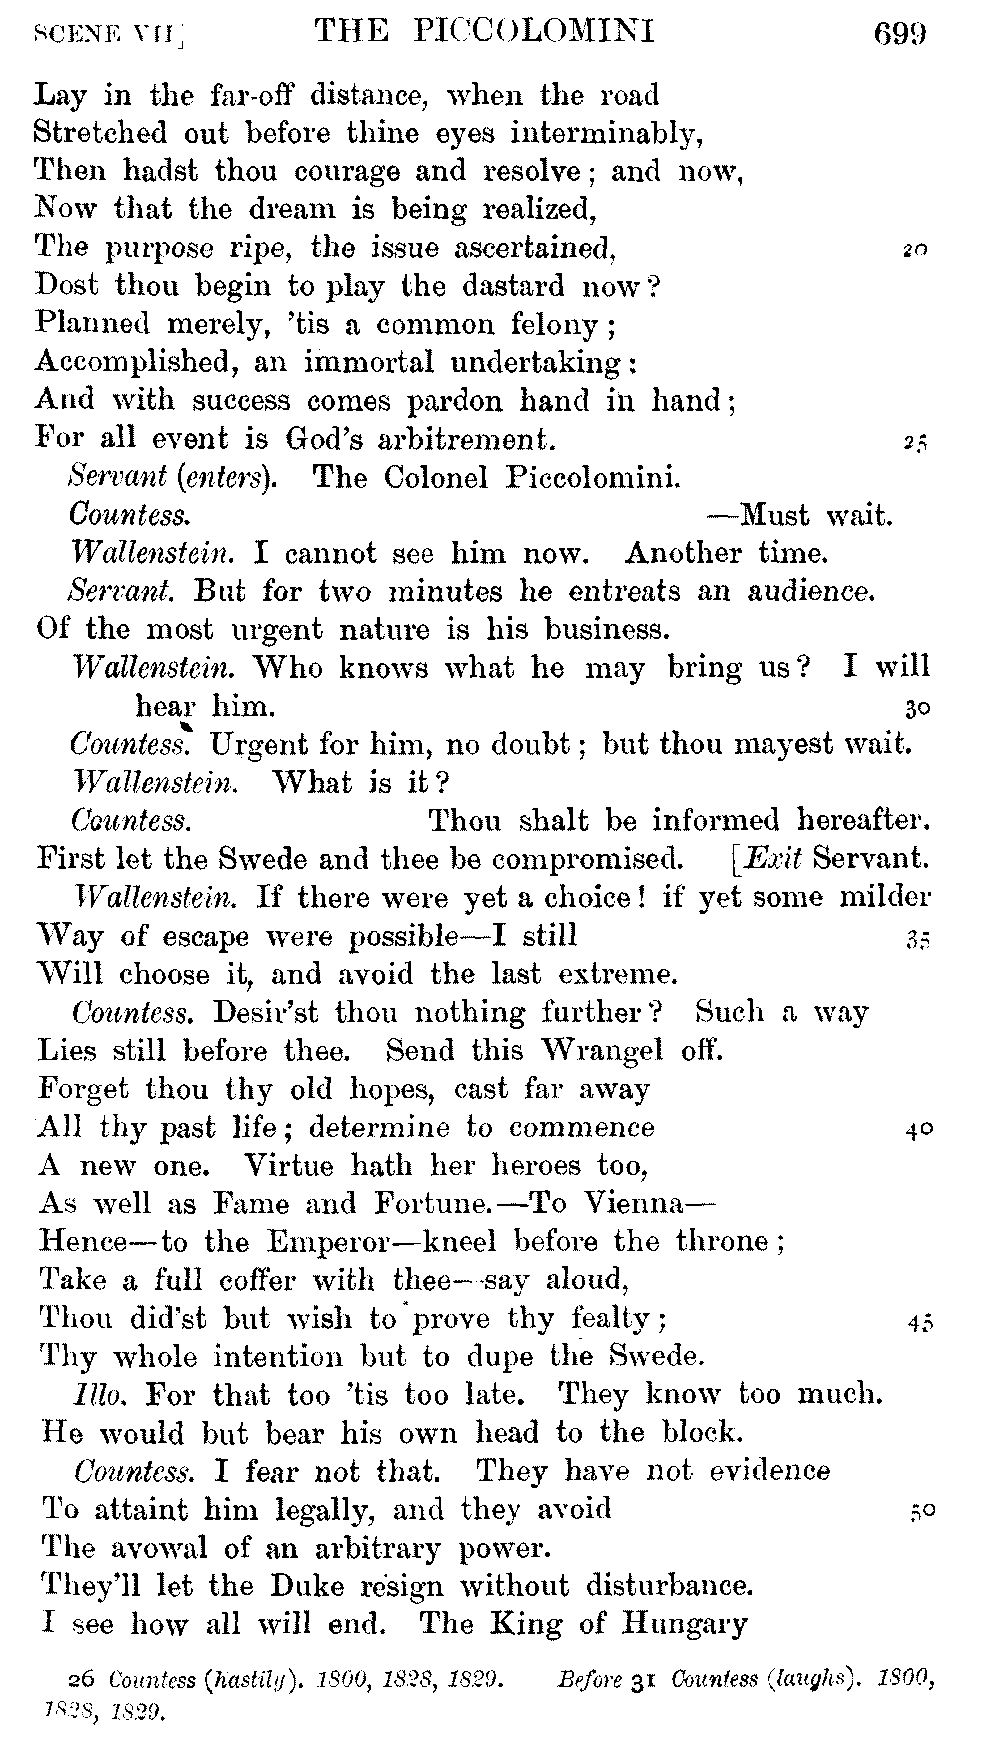 SCENE VII] THE PICCOLOMINI 699
Lay in the far-off distance, when the road
Stretched out before thine eyes interminably,
Then hadst thou courage and resolve; and now,
Now that the dream is being realized,
The purpose ripe, the issue ascertained, 20
Dost thou begin to play the dastard now?
Planned merely, 'tis a common felony;
Accomplished, an immortal undertaking:
And with success comes pardon hand in hand;
For all event is God's arbitrement. 25
Servant (enters). The Colonel Piccolomini.
Countess. —Must wait.
Wallenstein. I cannot see him now. Another time.
Servant. But for two minutes he entreats an audience.
Of the most urgent nature is his business.
Wallenstein. Who knows what he may bring us? I will
hear him. 30
Countess. Urgent for him, no doubt; but thou mayest wait.
Wallenstein. What is it?
Countess. Thou shalt be informed hereafter.
First let the Swede and thee be compromised. [Exit Servant.
Wallenstein. If there were yet a choice! if yet some milder
Way of escape were possible—I still 35
Will choose it, and avoid the last extreme.
Countess. Desir'st thou nothing further? Such a way
Lies still before thee. Send this Wrangel off.
Forget thou thy old hopes, cast far away
All thy past life; determine to commence 40
A new one. Virtue hath her heroes too,
As well as Fame and Fortune.—To Vienna—
Hence—to the Emperor—kneel before the throne;
Take a full coffer with thee—say aloud,
Thou did'st but wish to prove thy fealty; 45
Thy whole intention but to dupe the Swede.
Illo. For that too 'tis too late. They know too much.
He would but bear his own head to the block.
Countess. I fear not that. They have not evidence
To attaint him legally, and they avoid 50
The avowal of an arbitrary power.
They'll let the Duke resign without disturbance.
I see how all will end. The King of Hungary
26 Countess (hastily). 1800, 1828, 1829. Before 31 Countess (laughs). 1800,
1828, 1829.